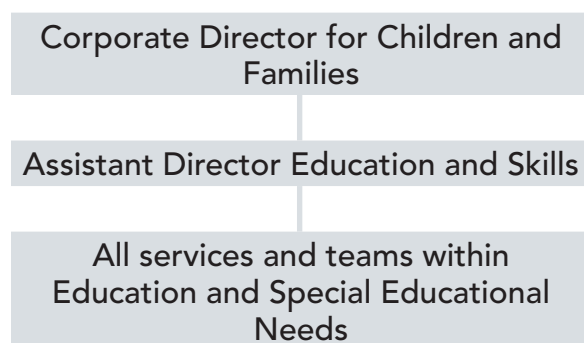 Corporate Director for Children and
Families
Assistant Director Education and Skills
All services and teams within
Education and Special Educational
Needs